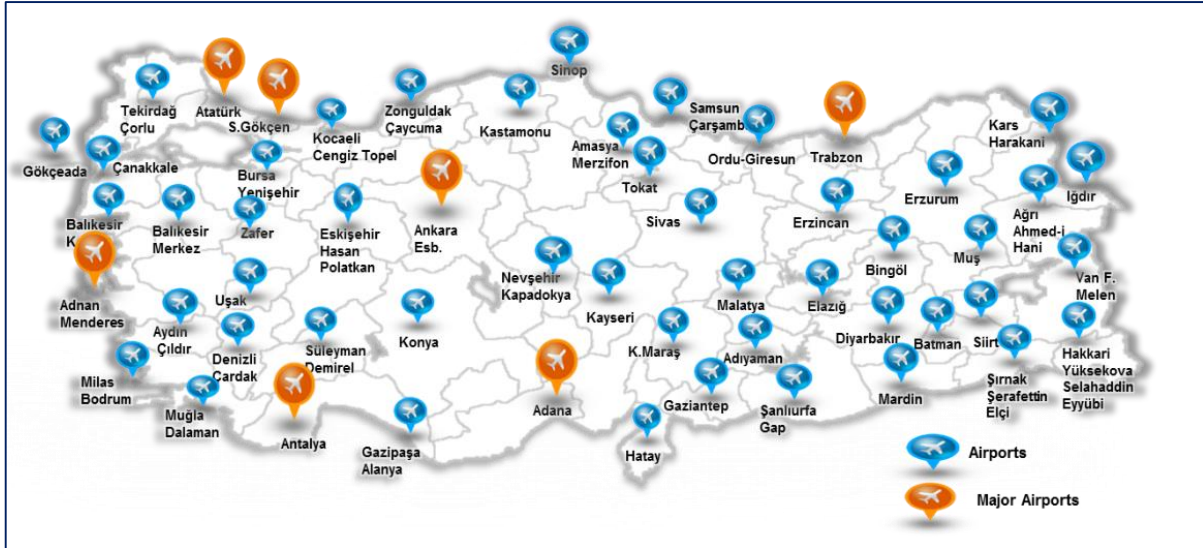 Sinop
Tekirdağ
Çorlu
Atatürk
S.Gökçen
Kocaeli
Cengiz Topel
Zonguldak
Çaycuma
Kastamonu
Samsun
Çarşamb
Amasya
Merzifon
Ordu-Giresun
Trabzon
Kars
Harakani
Gökçeada
Çanakkale
Bursa
Yenişehir
Tokat
Erzurum
Iğdır
Balıkesir
K
Balıkesir
Merkez
Zafer
Eskişehir
Hasan
Polatkan
Ankara
Esb.
Sivas
Erzincan
Ağrı
Ahmed-i
Hani
Adnan
Menderes
Uşak
Nevşehir
Kapadokya
Kayseri
Malatya
Elazığ
Bingöl
Muş
Van F.
Melen
Aydın
Çıldır
Denizli
Çardak
Süleyman
Demirel
Konya
K.Maraş
Adıyaman
Diyarbakır
Batman
Siirt
Hakkari
Yüksekova
Selahaddin
Eyyübi
Milas
Bodrum
Muğla
Dalaman
Antalya
Gazipaşa
Alanya
Adana
Hatay
Gaziantep
Şanlıurfa
Gap
Mardin
Şırnak
Şerafettin
Elçi
Airports
Major Airports